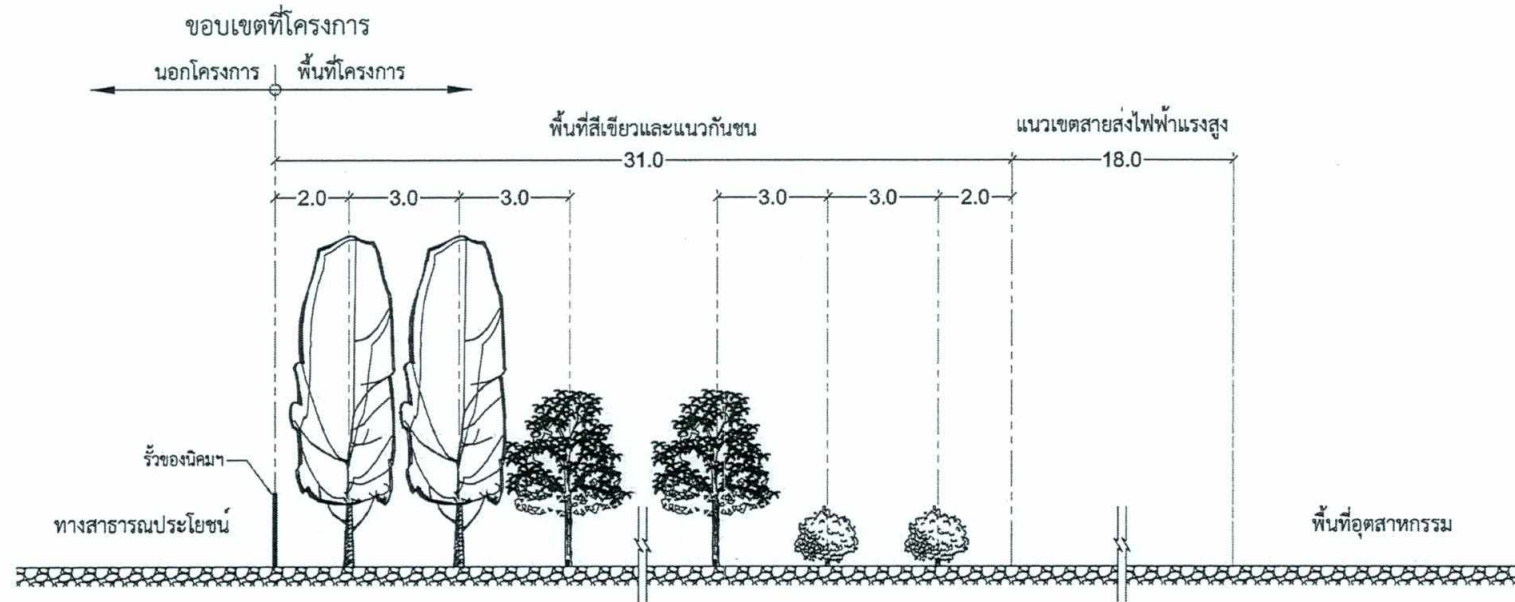 ขอบเขตที่โครงการ
นอกโครงการ พื้นที่โครงการ
พื้นที่สีเขียวและแนวกันชน
แนวเขตสายส่งไฟฟ้าแรงสูง
31.0
18.0
2.0 3.0 3.0 3.0 3.0 2.0
รั้วของนิคมฯ
ทางสาธารณประโยชน์
พื้นที่อุตสาหกรรม